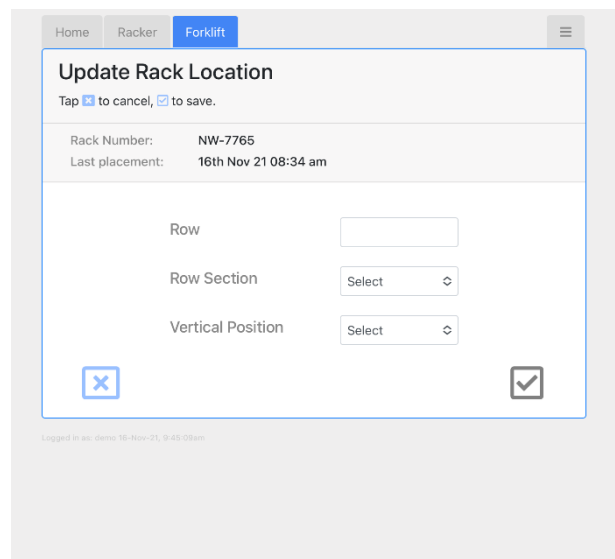 Home Racker Forklift
Update Rack Location
Tap to cancel, to save.
Rack Number: NW-7765
Last placement: 16th Nov 21 08:34 am
Row
Row Section Select
Vertical Position Select
Logged in as: demo 16-Nov-21, 9:45:09am